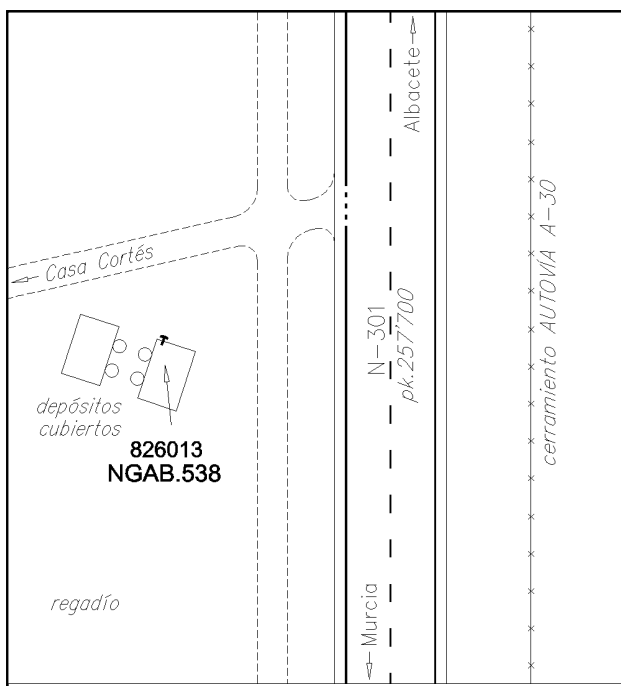 Albacete
Casa Cortés
cerramiento AUTOVÍA A-30
N-301
pk.257'700
depósitos
cubiertos
826013
NGAB.538
regadío
Murcia